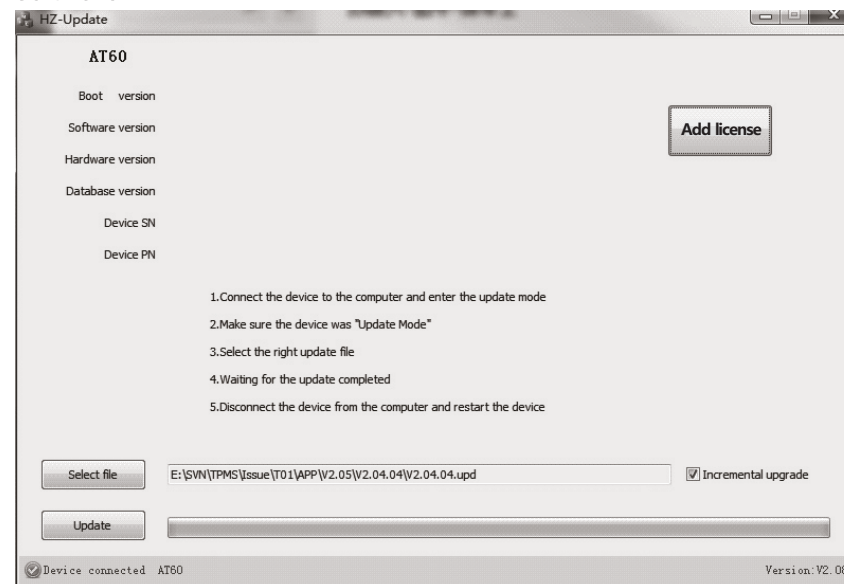 HZ-Update
AT60
Boot version
Software version
Add license
Hardware version
Database version
Device SN
Device PN
1.Connect the device to the computer and enter the update mode
2.Make sure the device was "Update Mode"
3.Select the right update file
4.Waiting for the update completed
5.Disconnect the device from the computer and restart the device
Select file E:\SVN\TPMS\Issue\T01\APP\V2.05\V2.04.04\V2.04.04.upd Incremental upgrade
Update
Device connected AT60 Version:V2.0